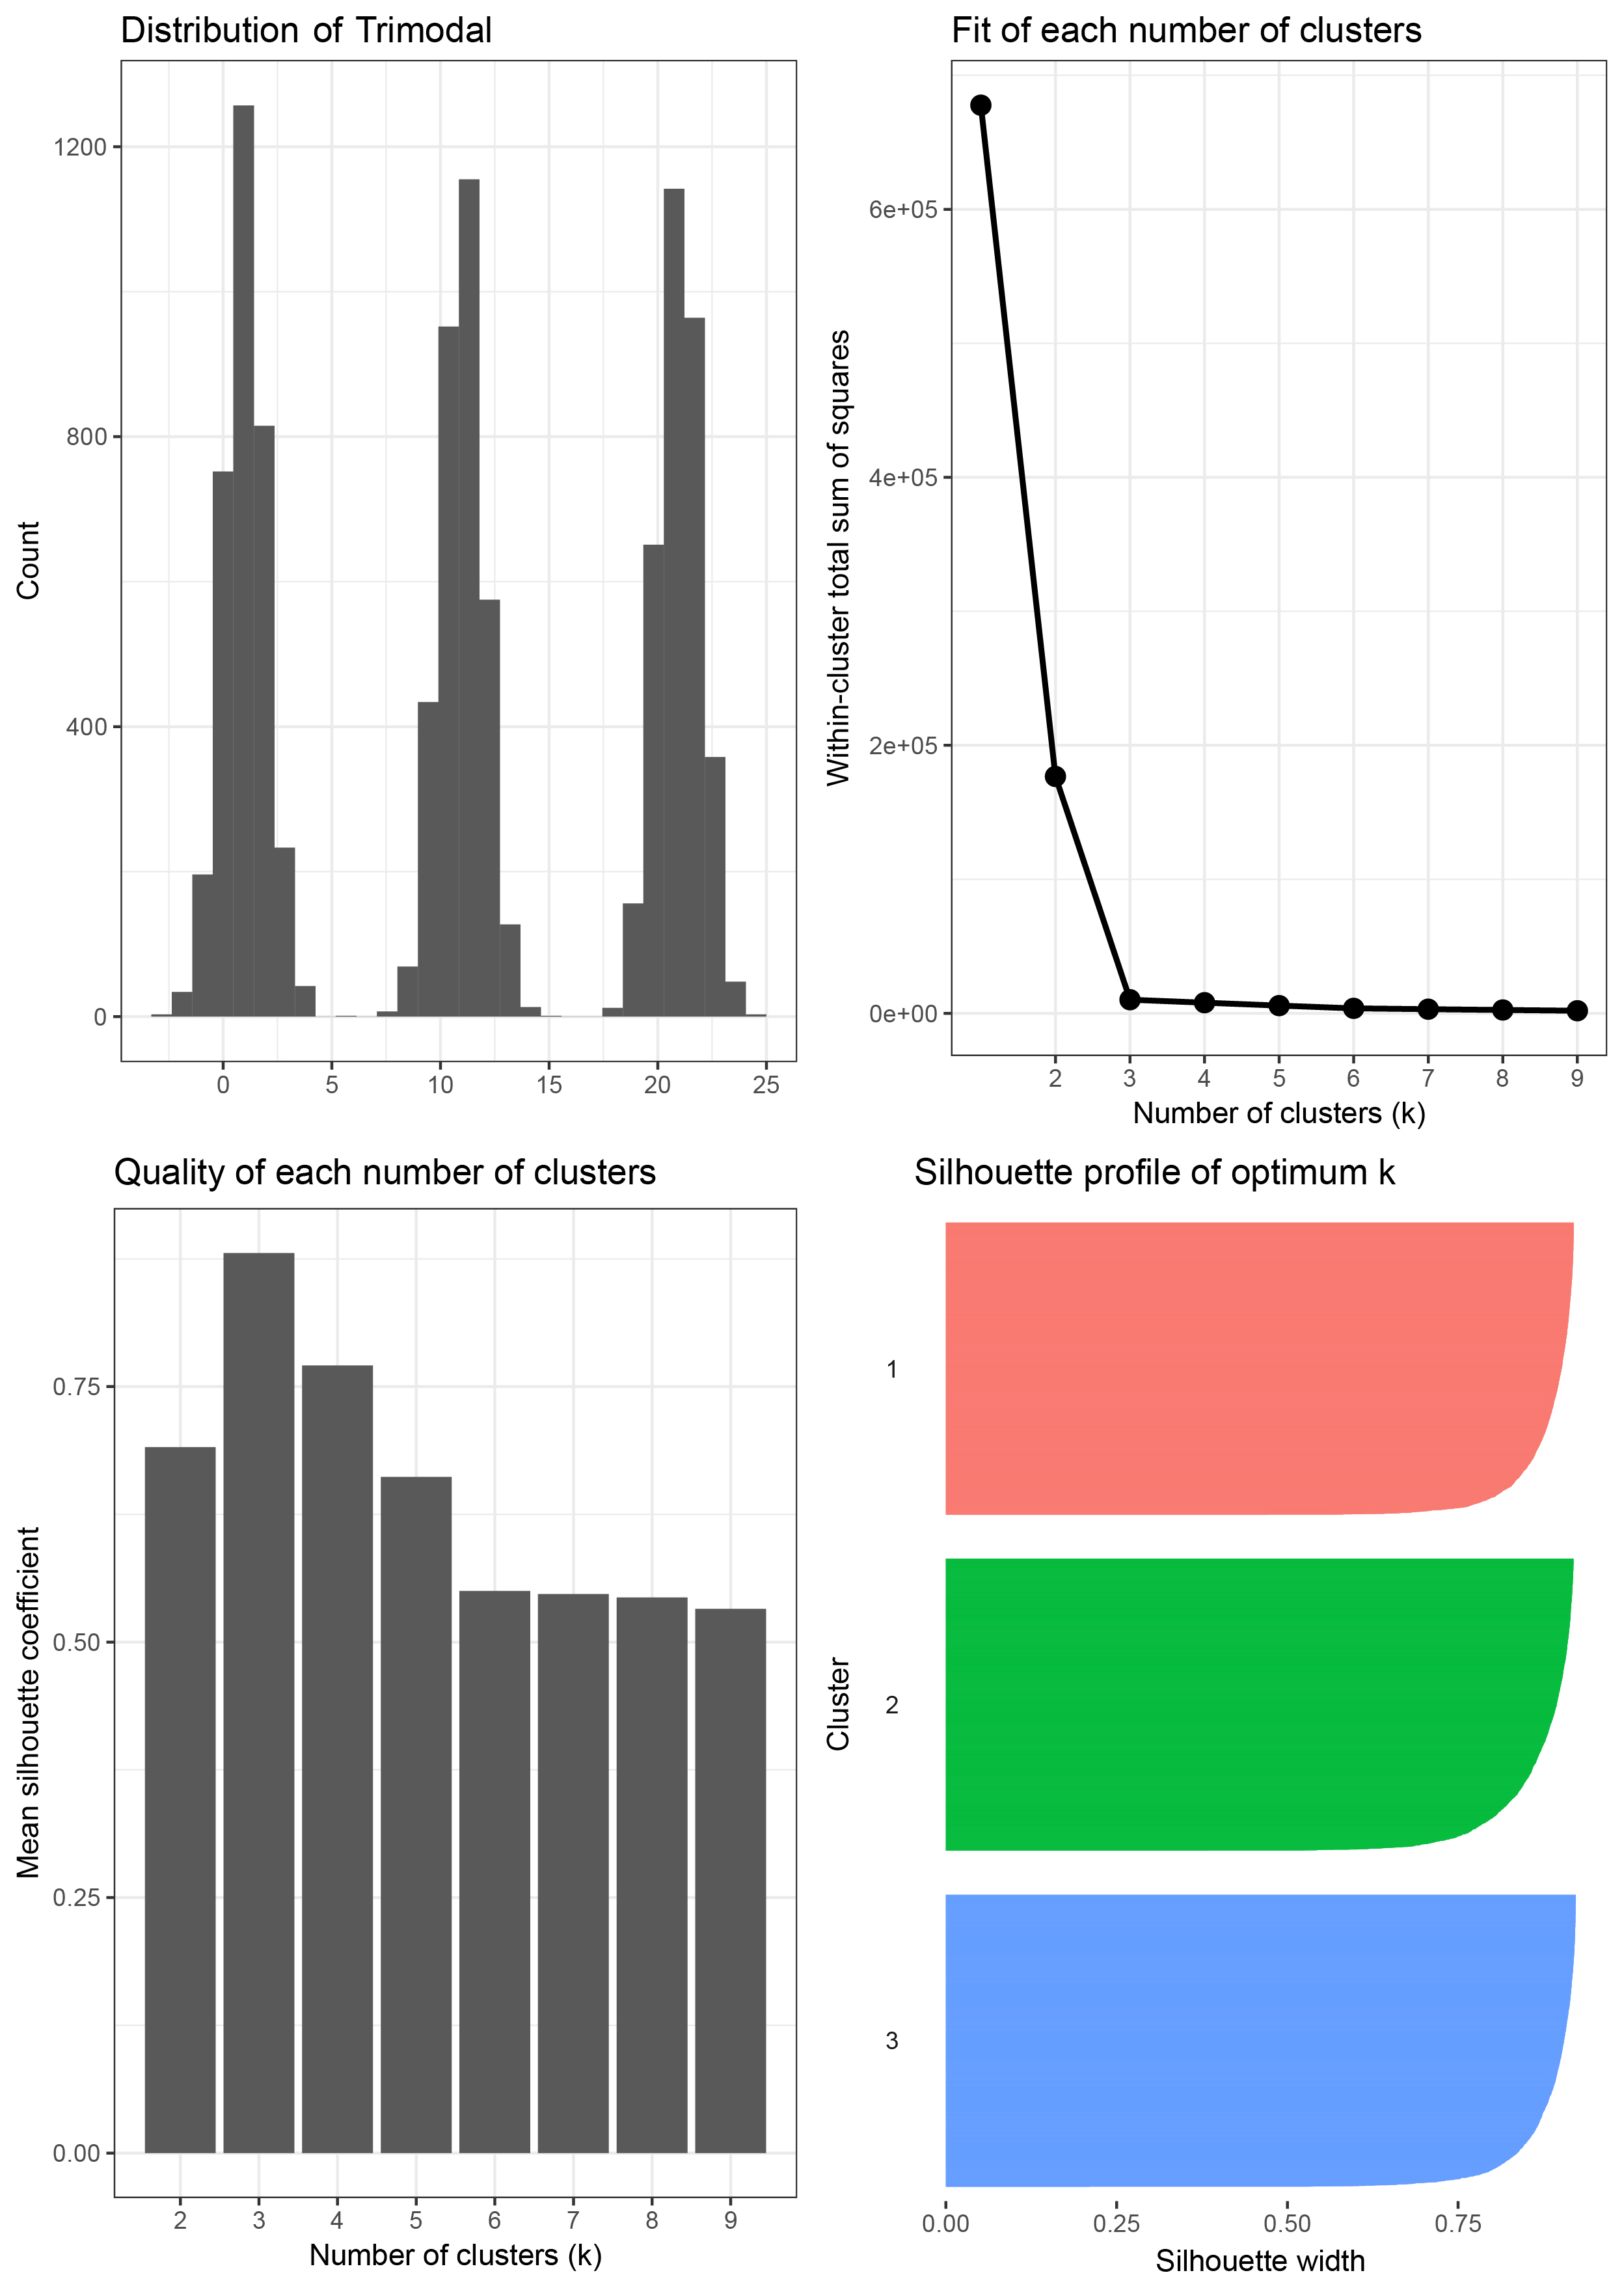 Distribution of Trimodal
Count
1200
800
400
0
0 5 10 15 20 25
Fit of each number of clusters
Within-cluster total sum of squares
6e+05
4e+05
2e+05
0e+00
2 3 4 5 6 7 8 9
Number of clusters (k)
Quality of each number of clusters
Mean silhouette coefficient
0.75
0.50
0.25
0.00
2 3 4 5 6 7 8 9
Number of clusters (k)
Silhouette profile of optimum k
Cluster
1
2
3
0.00 0.25 0.50 0.75
Silhouette width